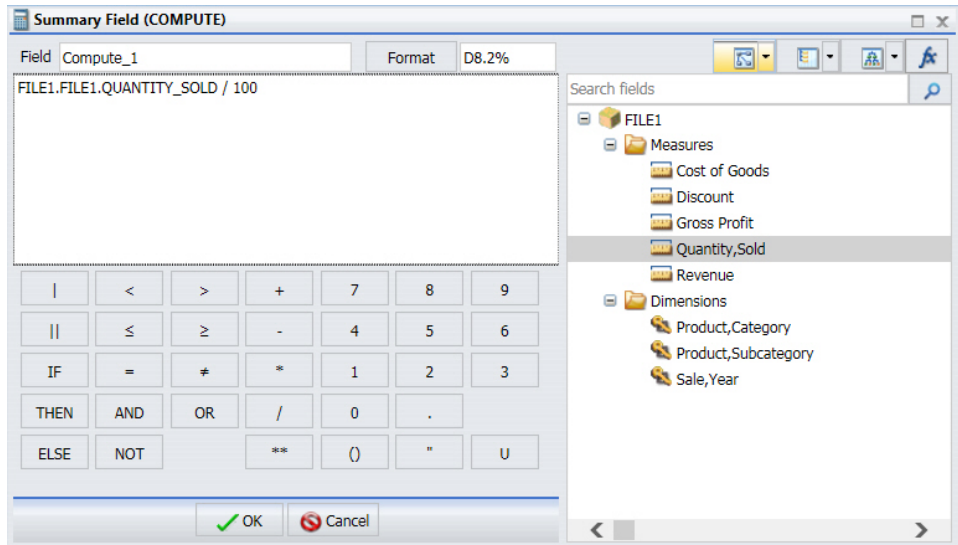 Summary Field (COMPUTE)
Field Compute_1 Format D8.2%
FILE1.FILE1.QUANTITY_SOLD / 100
| < > + 7 8 9
|| ≤ ≥ - 4 5 6
IF = ≠ * 1 2 3
THEN AND OR / 0 .
ELSE NOT ** () " U
OK Cancel
fx
Search fields
FILE1
Measures
Cost of Goods
Discount
Gross Profit
Quantity,Sold
Revenue
Dimensions
Product,Category
Product,Subcategory
Sale,Year